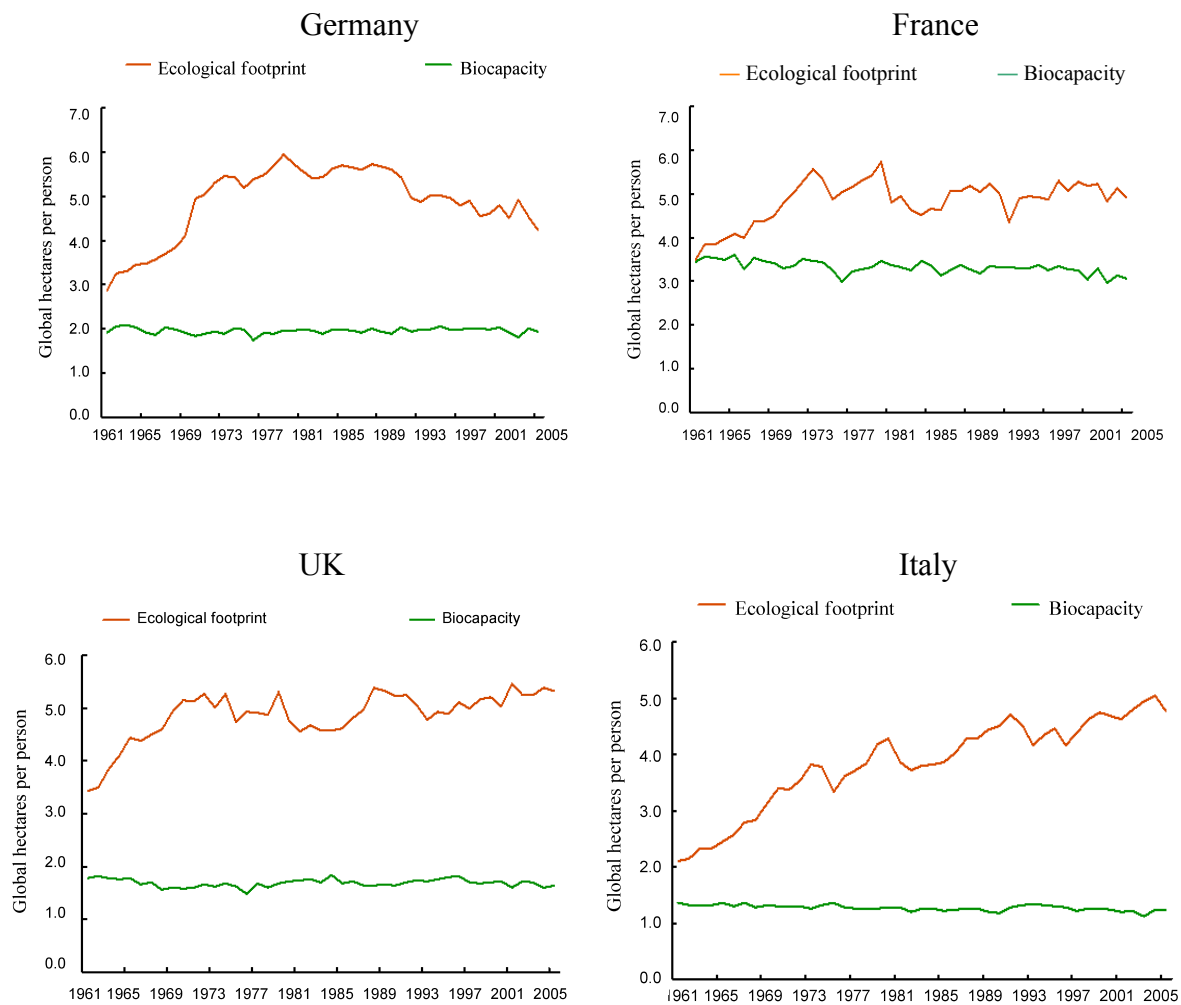 Germany
Ecological footprint Biocapacity
Global hectares per person
7.0
6.0
5.0
4.0
3.0
2.0
1.0
0.0
1961 1965 1969 1973 1977 1981 1985 1989 1993 1997 2001 2005
France
Ecological footprint Biocapacity
Global hectares per person
7.0
6.0
5.0
4.0
3.0
2.0
1.0
0.0
1961 1965 1969 1973 1977 1981 1985 1989 1993 1997 2001 2005
UK
Ecological footprint Biocapacity
Global hectares per person
6.0
5.0
4.0
3.0
2.0
1.0
0.0
1961 1965 1969 1973 1977 1981 1985 1989 1993 1997 2001 2005
Italy
Ecological footprint Biocapacity
Global hectares per person
6.0
5.0
4.0
3.0
2.0
1.0
0.0
1961 1965 1969 1973 1977 1981 1985 1989 1993 1997 2001 2005